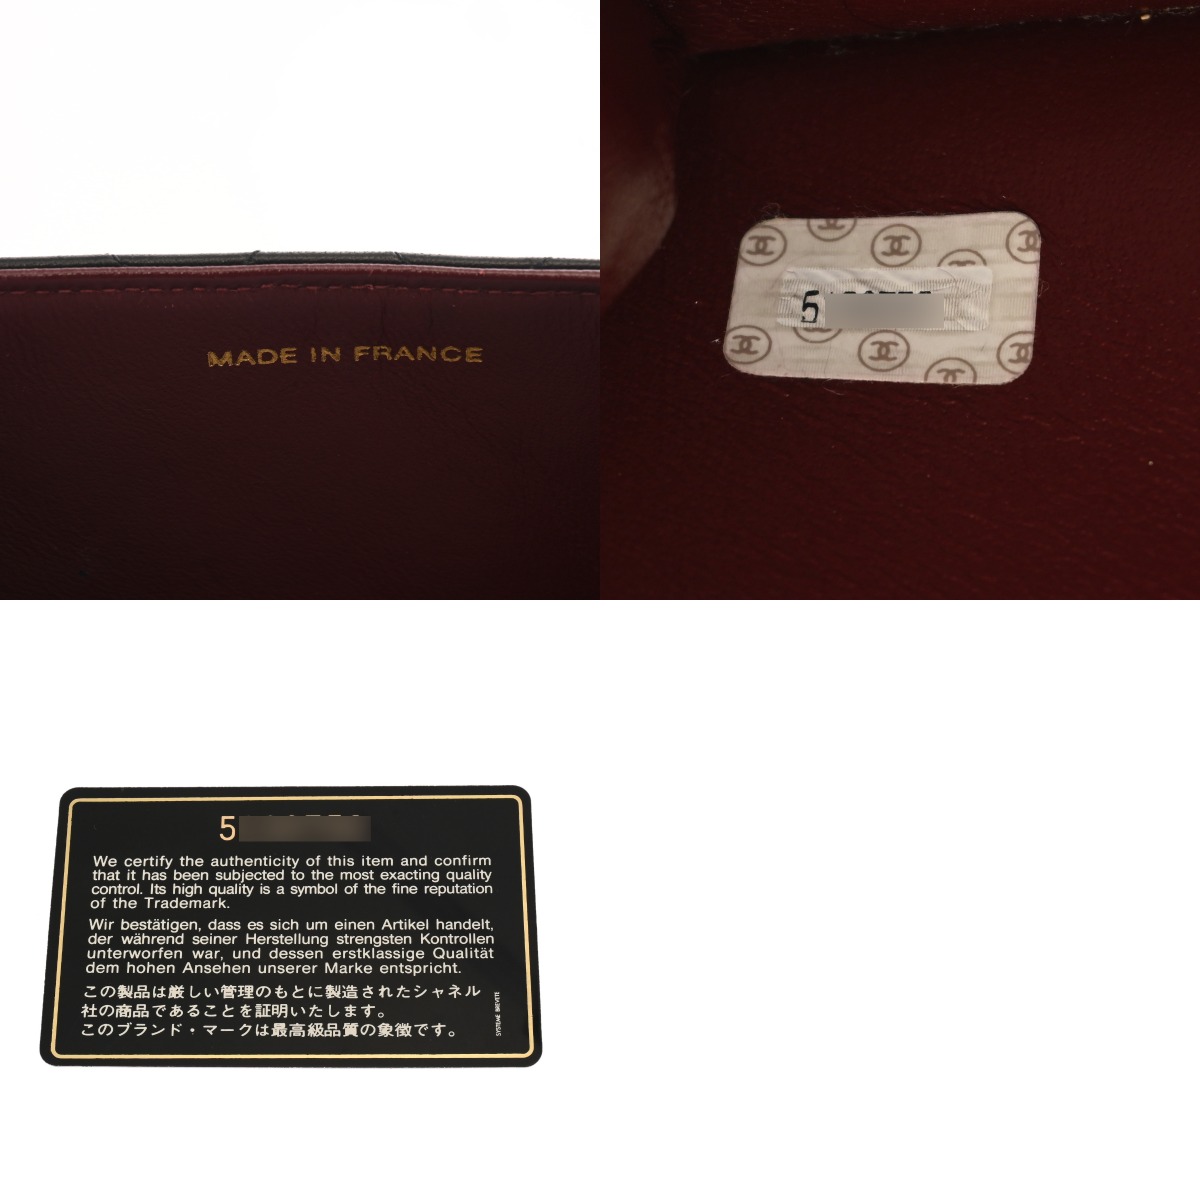 MADE IN FRANCE
5
5
We certify the authenticity of this item and confirm
that it has been subjected to the most exacting quality
control. Its high quality is a symbol of the fine reputation
of the Trademark.
Wir bestätigen, dass es sich um einen Artikel handelt,
der während seiner Herstellung strengsten Kontrollen
unterworfen war, und dessen erstklassige Qualität
dem hohen Ansehen unserer Marke entspricht.
この製品は厳しい管理のもとに製造されたシャネル
社の商品であることを証明いたします。
このブランド・マークは最高級品質の象徴です。
SYSTEME BREVETE